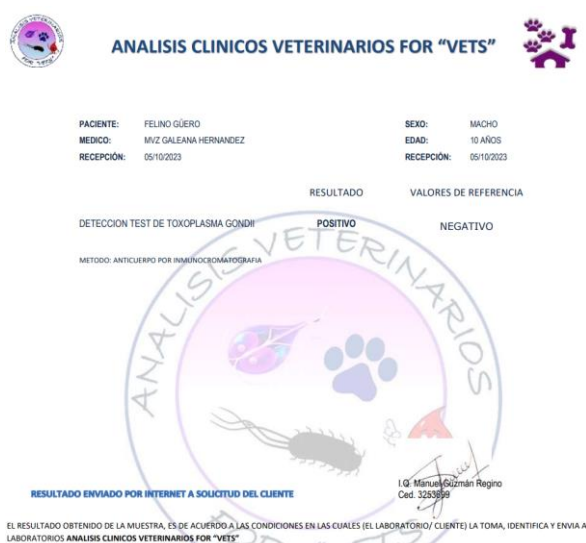 ANALISIS CLINICOS VETERINARIOS FOR “VETS”
PACIENTE: FELINO GÜERO SEXO: MACHO
MEDICO: MVZ GALEANA HERNANDEZ EDAD: 10 AÑOS
RECEPCIÓN: 05/10/2023 RECEPCIÓN: 05/10/2023
RESULTADO VALORES DE REFERENCIA
DETECCION TEST DE TOXOPLASMA GONDII POSITIVO NEGATIVO
METODO: ANTICUERPO POR INMUNOCROMATOGRAFIA
ANALISIS VETERINARIOS
I.Q. Manuel Guzmán Regino
Ced. 3253699
RESULTADO ENVIADO POR INTERNET A SOLICITUD DEL CLIENTE
EL RESULTADO OBTENIDO DE LA MUESTRA, ES DE ACUERDO A LAS CONDICIONES EN LAS CUALES (EL LABORATORIO/ CLIENTE) LA TOMA, IDENTIFICA Y ENVIA A
LABORATORIOS ANALISIS CLINICOS VETERINARIOS FOR “VETS”